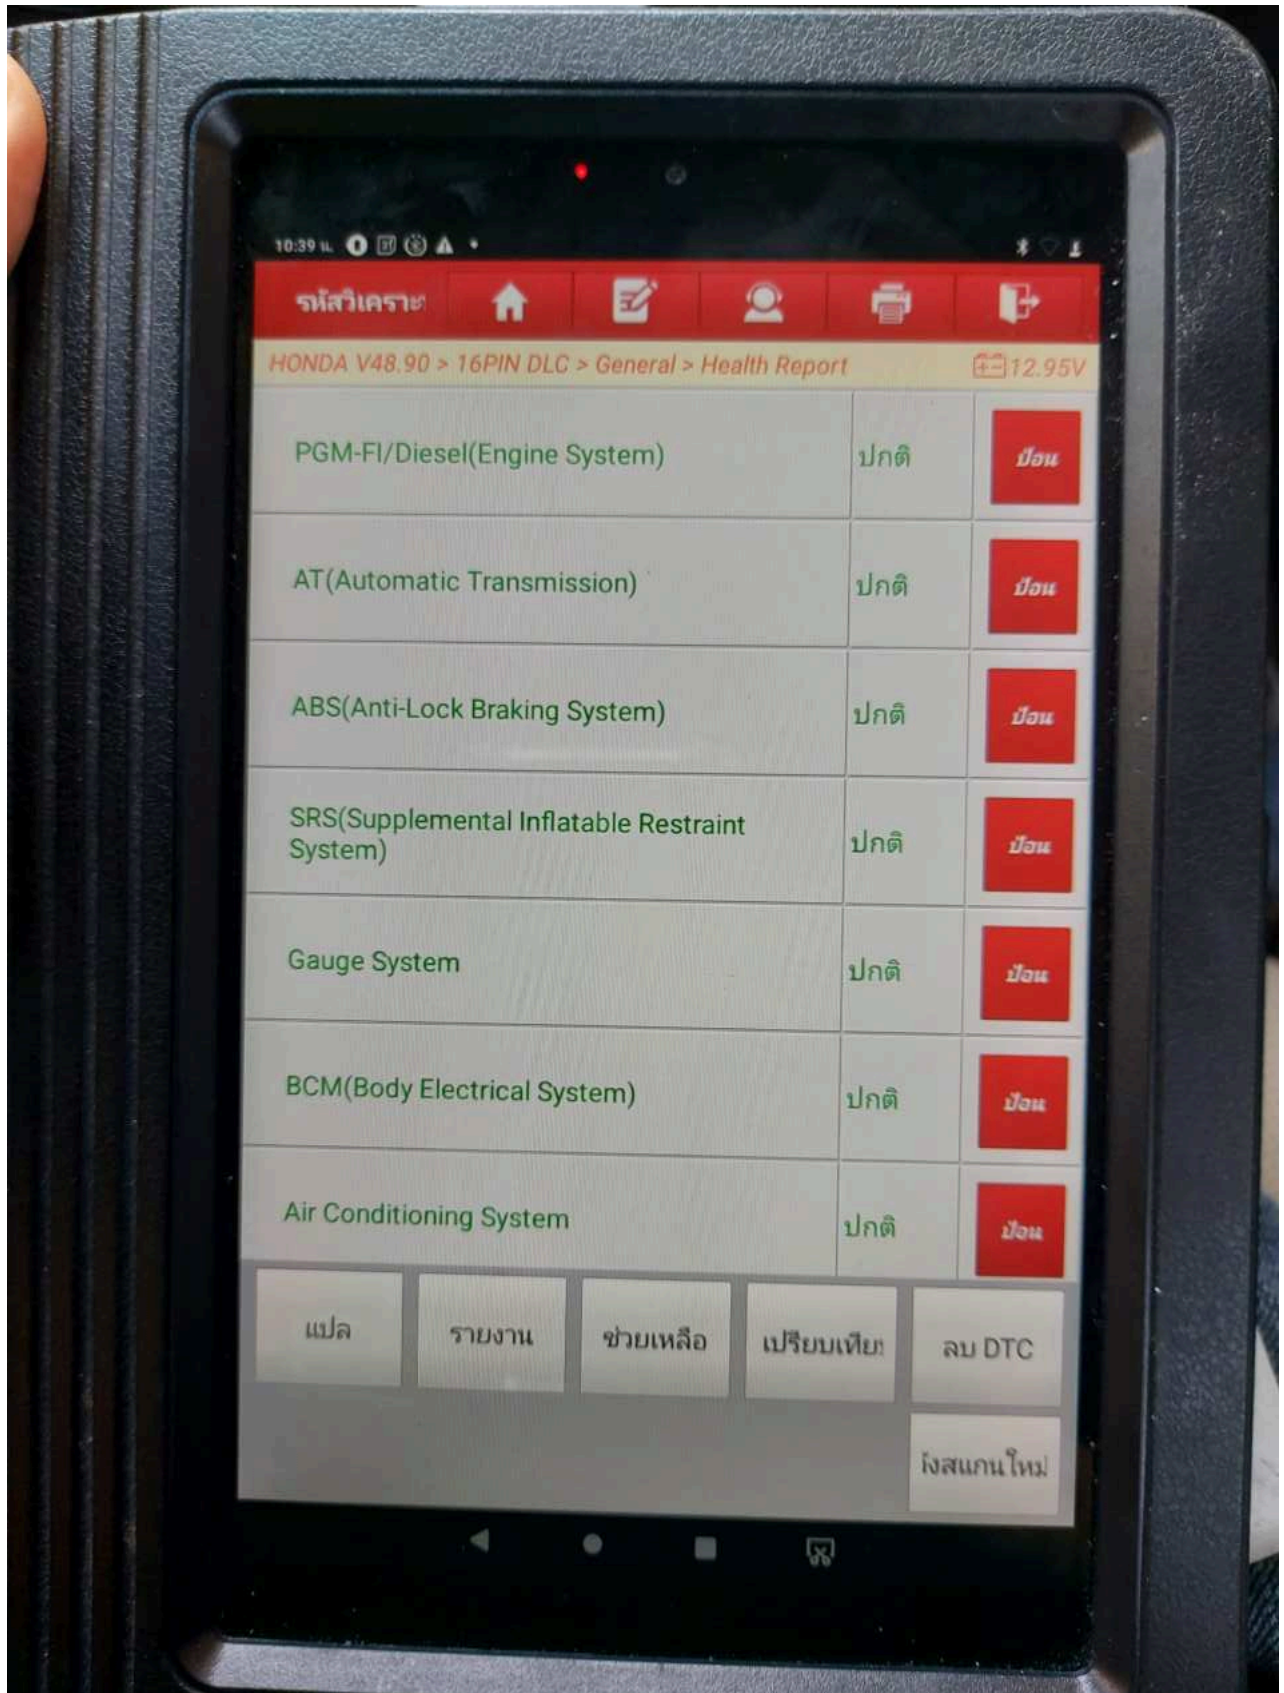 10:39 น.
รหัสวิเคราะ
HONDA V48.90 > 16PIN DLC > General > Health Report 12.95V
PGM-FI/Diesel(Engine System) ปกติ ป้อน
AT(Automatic Transmission) ปกติ ป้อน
ABS(Anti-Lock Braking System) ปกติ ป้อน
SRS(Supplemental Inflatable Restraint
System) ปกติ ป้อน
Gauge System ปกติ ป้อน
BCM(Body Electrical System) ปกติ ป้อน
Air Conditioning System ปกติ ป้อน
แปล รายงาน ช่วยเหลือ เปรียบเทีย ลบ DTC
สแกนใหม่